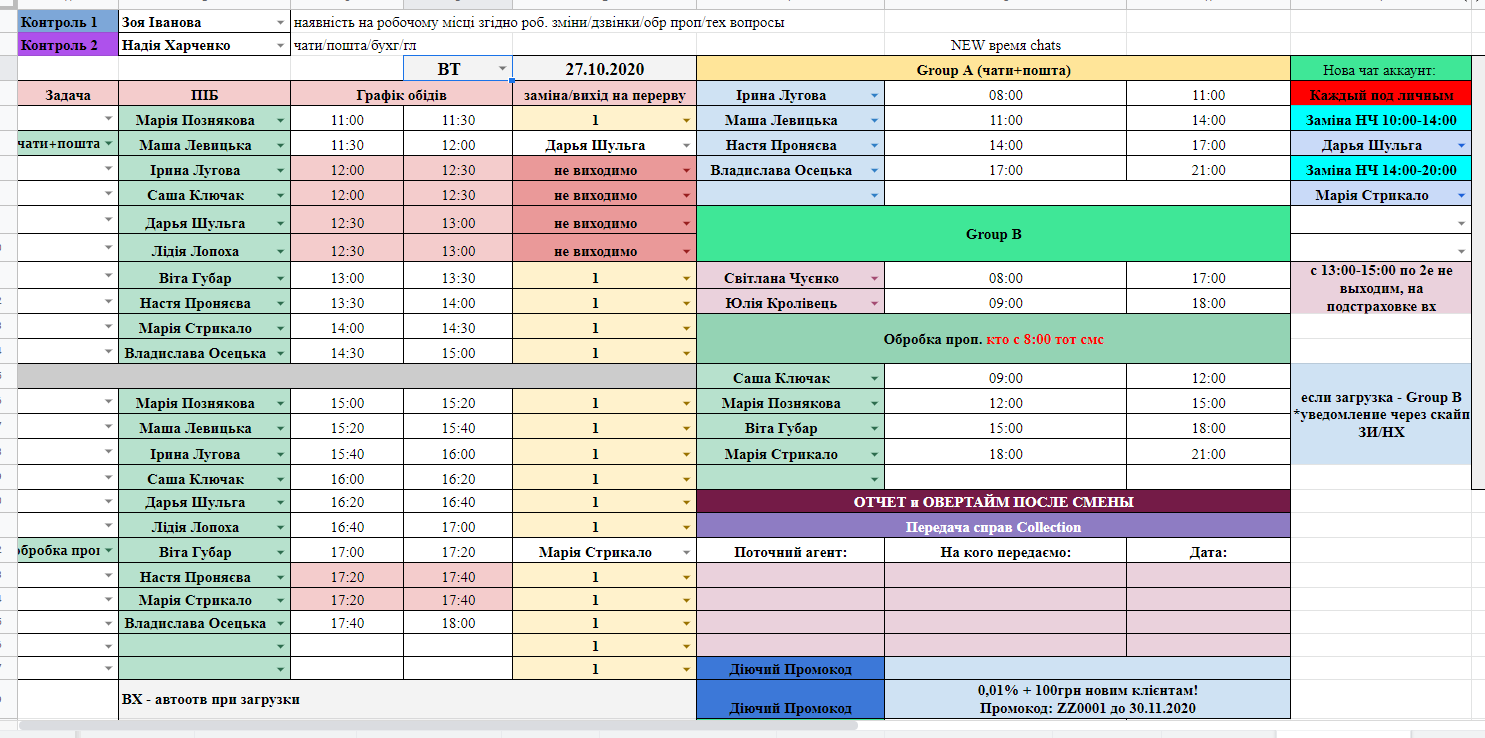 Контроль 1 Зоя Іванова наявність на робочому місці згідно роб. зміни/дзвінки/обр проп/тех вопросы
Контроль 2 Надія Харченко чати/пошта/бухг/гл NEW время chats
ВТ 27.10.2020 Group A (чати+пошта) Нова чат аккаунт:
Задача ПІБ Графік обідів заміна/вихід на перерву Ірина Лугова 08:00 11:00 Каждый под личным
Марія Познякова 11:00 11:30 1 Маша Левицька 11:00 14:00 Заміна НЧ 10:00-14:00
чати+пошта Маша Левицька 11:30 12:00 Дарья Шульга Настя Проняєва 14:00 17:00 Дарья Шульга
Ірина Лугова 12:00 12:30 не виходимо Владислава Осецька 17:00 21:00 Заміна НЧ 14:00-20:00
Саша Ключак 12:00 12:30 не виходимо Марія Стрикало
Дарья Шульга 12:30 13:00 не виходимо
Group B
Лідія Лопоха 12:30 13:00 не виходимо
Віта Губар 13:00 13:30 1 Світлана Чуєнко 08:00 17:00 с 13:00-15:00 по 2е не
выходим, на
Настя Проняєва 13:30 14:00 1 Юлія Кролівець 09:00 18:00 подстраховке вх
Марія Стрикало 14:00 14:30 1
Обробка проп. кто с 8:00 тот смс
Владислава Осецька 14:30 15:00 1
Саша Ключак 09:00 12:00
Марія Познякова 15:00 15:20 1 Марія Познякова 12:00 15:00 если загрузка - Group B
*уведомление через скайп
Маша Левицька 15:20 15:40 1 Віта Губар 15:00 18:00 ЗИ/НХ
Ірина Лугова 15:40 16:00 1 Марія Стрикало 18:00 21:00
Саша Ключак 16:00 16:20 1
Дарья Шульга 16:20 16:40 1 ОТЧЕТ и ОВЕРТАЙМ ПОСЛЕ СМЕНЫ
Лідія Лопоха 16:40 17:00 1 Передача справ Collection
обробка проп Віта Губар 17:00 17:20 Марія Стрикало Поточний агент: На кого передаємо: Дата:
Настя Проняєва 17:20 17:40 1
Марія Стрикало 17:20 17:40 1
Владислава Осецька 17:40 18:00 1
1
1 Діючий Промокод
ВХ - автоотв при загрузки 0,01% + 100грн новим клієнтам!
Діючий Промокод Промокод: ZZ0001 до 30.11.2020